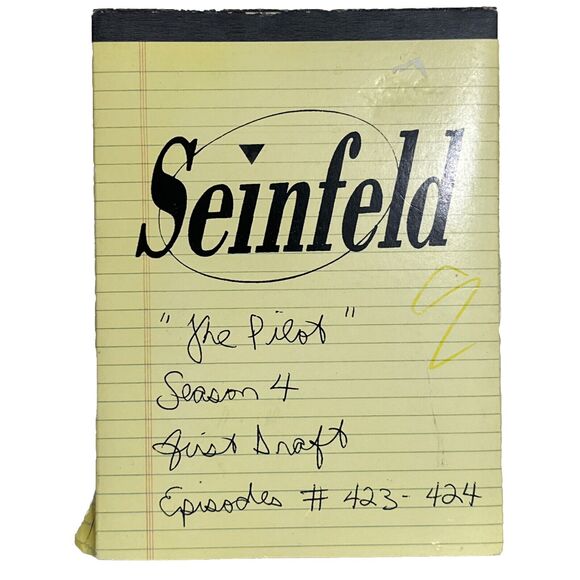 Seinfeld
"The Pilot"
Season 4
First Draft
Episodes # 423-424